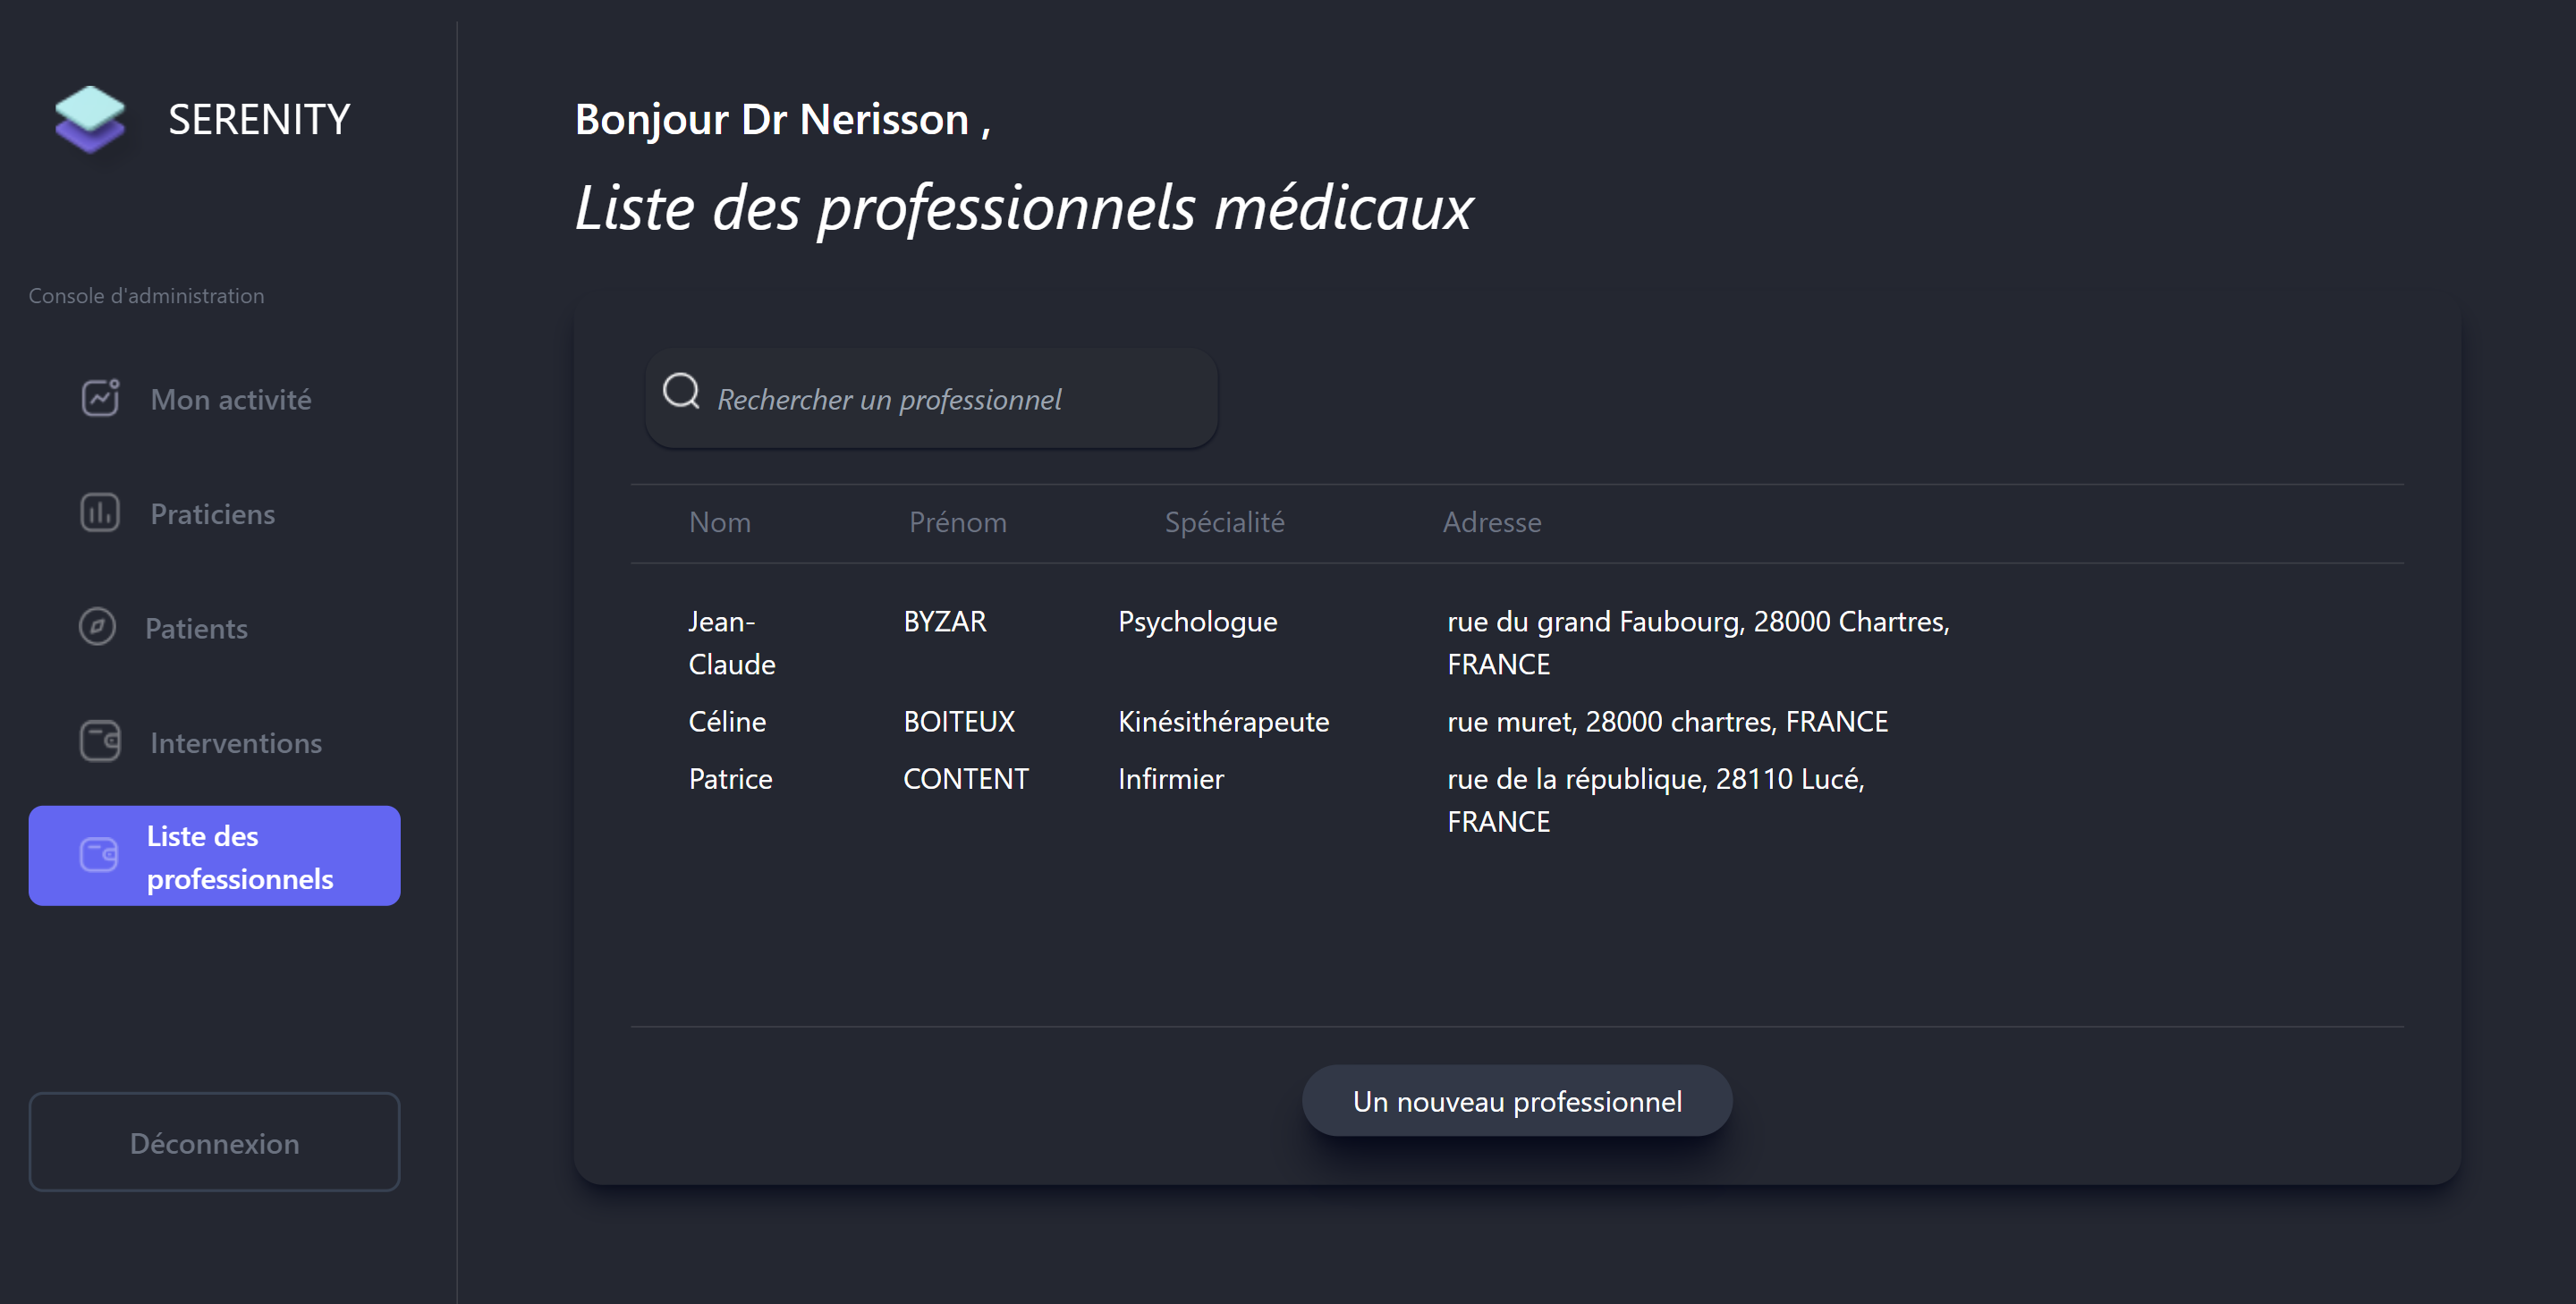 SERENITY
Console d'administration
Mon activité
Praticiens
Patients
Interventions
Liste des
professionnels
Déconnexion
Bonjour Dr Nerisson ,
Liste des professionnels médicaux
Rechercher un professionnel
Nom Prénom Spécialité Adresse
Jean- BYZAR Psychologue rue du grand Faubourg, 28000 Chartres,
Claude FRANCE
Céline BOITEUX Kinésithérapeute rue muret, 28000 chartres, FRANCE
Patrice CONTENT Infirmier rue de la république, 28110 Lucé,
FRANCE
Un nouveau professionnel